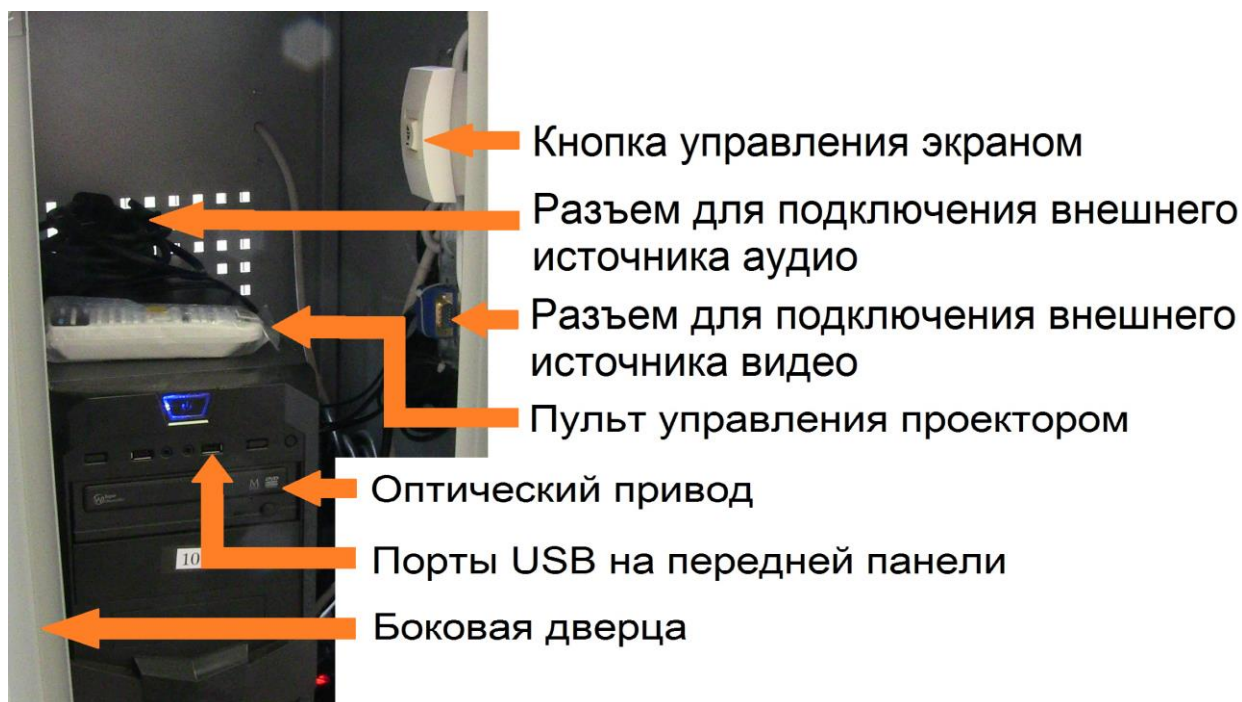 Кнопка управления экраном
Разъем для подключения внешнего
источника аудио
Разъем для подключения внешнего
источника видео
Пульт управления проектором
Оптический привод
M
10
Порты USB на передней панели
Боковая дверца